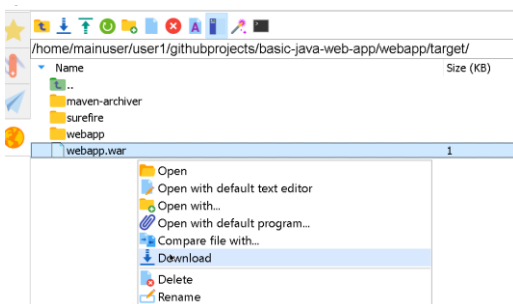 /home/mainuser/user1/githubprojects/basic-java-web-app/webapp/target/
Name Size (KB)
..
maven-archiver
surefire
webapp
webapp.war 1
Open
Open with default text editor
Open with...
Open with default program...
Compare file with...
Download
Delete
Rename